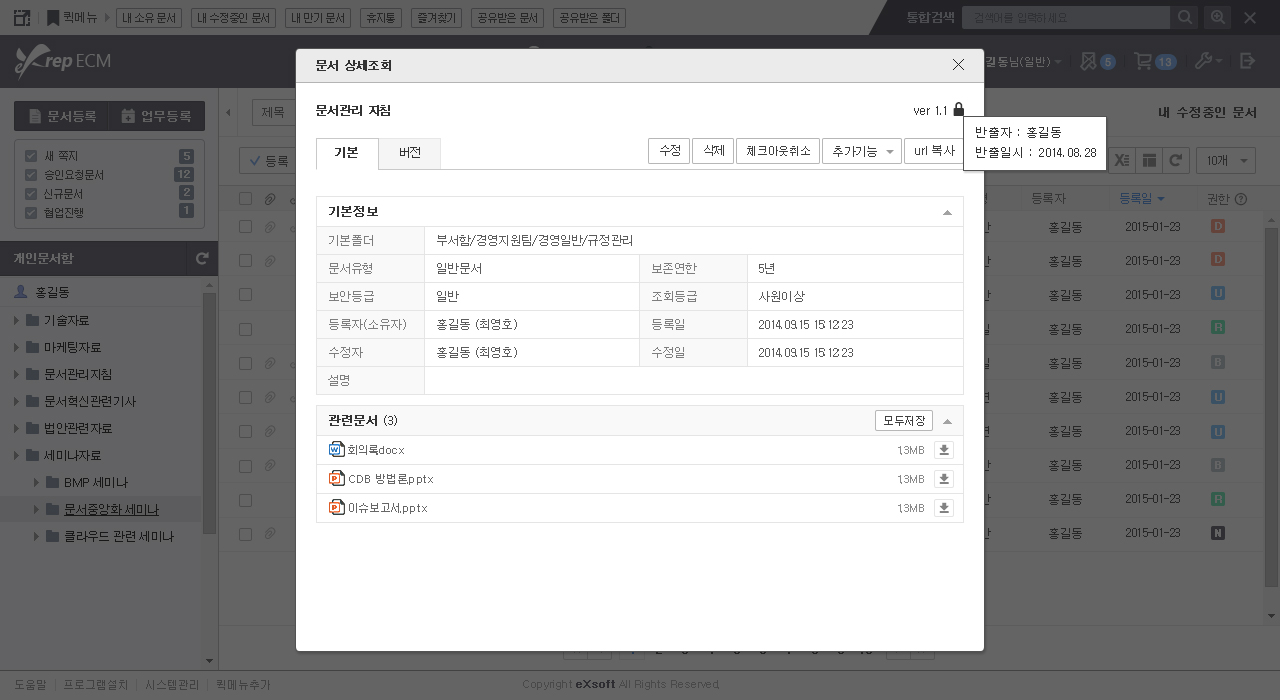 퀵메뉴 내 소유 문서 내 수정중인 문서 내 만기 문서 휴지통 즐겨찾기 공유받은 문서 공유받은 폴더 통합검색 검색어를 입력하세요
eXrep ECM
길동님(일반) 5 13
문서등록 업무등록
제목
내 수정중인 문서
새 쪽지 5
승인요청문서 12
신규문서 2
협업진행 1
등록
10개
등록자 등록일 권한
개인문서함
홍길동
기술자료
마케팅자료
문서관리지침
문서혁신관련기사
법안관련자료
세미나자료
BMP 세미나
문서중앙화 세미나
클라우드 관련 세미나
홍길동 2015-01-23 D
홍길동 2015-01-23 D
홍길동 2015-01-23 U
홍길동 2015-01-23 R
홍길동 2015-01-23 B
홍길동 2015-01-23 U
홍길동 2015-01-23 U
홍길동 2015-01-23 B
홍길동 2015-01-23 R
홍길동 2015-01-23 N
문서 상세조회
문서관리 지침
ver 1.1
반출자 : 홍길동
반출일시 : 2014.08.28
기본 버전
수정 삭제 체크아웃취소 추가기능 url 복사
기본정보
기본폴더 부서함/경영지원팀/경영일반/규정관리
문서유형 일반문서 보존연한 5년
보안등급 일반 조회등급 사원이상
등록자(소유자) 홍길동 (최영호) 등록일 2014.09.15 15:12:23
수정자 홍길동 (최영호) 수정일 2014.09.15 15:12:23
설명
관련문서 (3) 모두저장
회의록.docx 1.3MB
CDB 방법론.pptx 1.3MB
이슈보고서.pptx 1.3MB
도움말 프로그램설치 시스템관리 퀵메뉴추가
Copyright eXsoft All Rights Reserved.